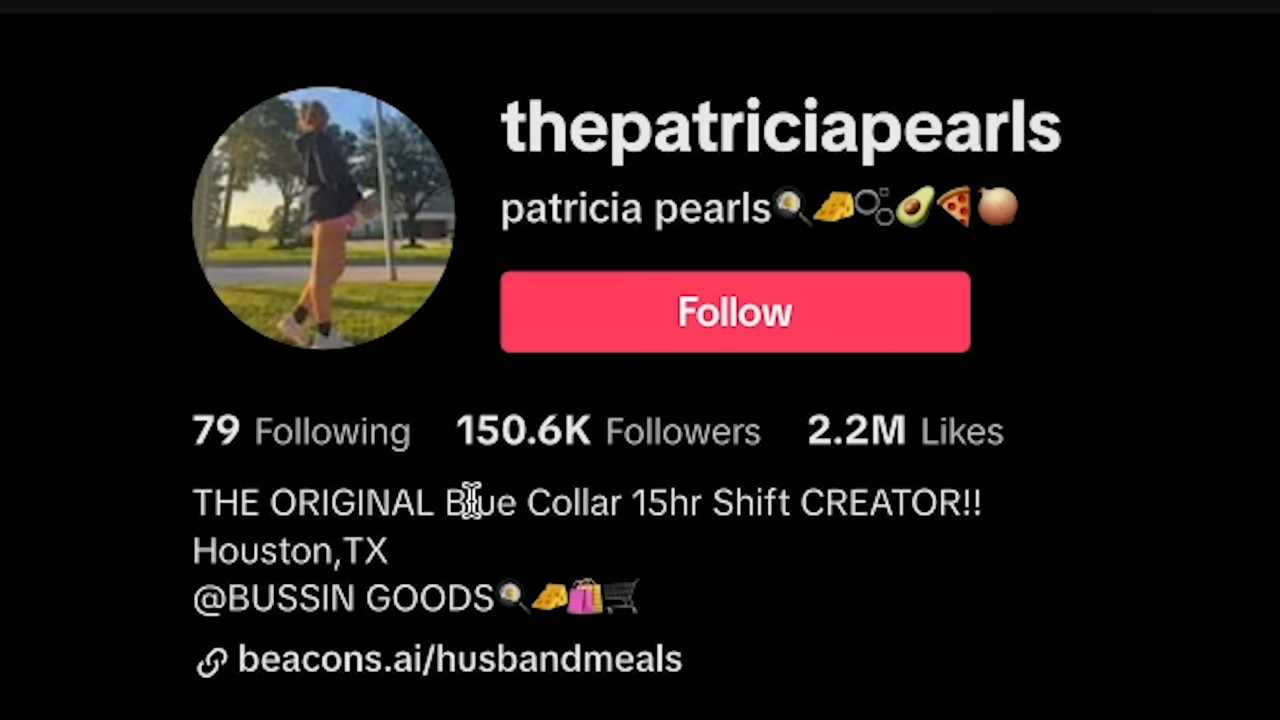 thepatriciapearls
patricia pearls🍳🧀🫧🥑🍕🧅
Follow
79 Following 150.6K Followers 2.2M Likes
THE ORIGINAL Blue Collar 15hr Shift CREATOR!!
Houston,TX
@BUSSIN GOODS🍳🧀🛍️🛒
beacons.ai/husbandmeals